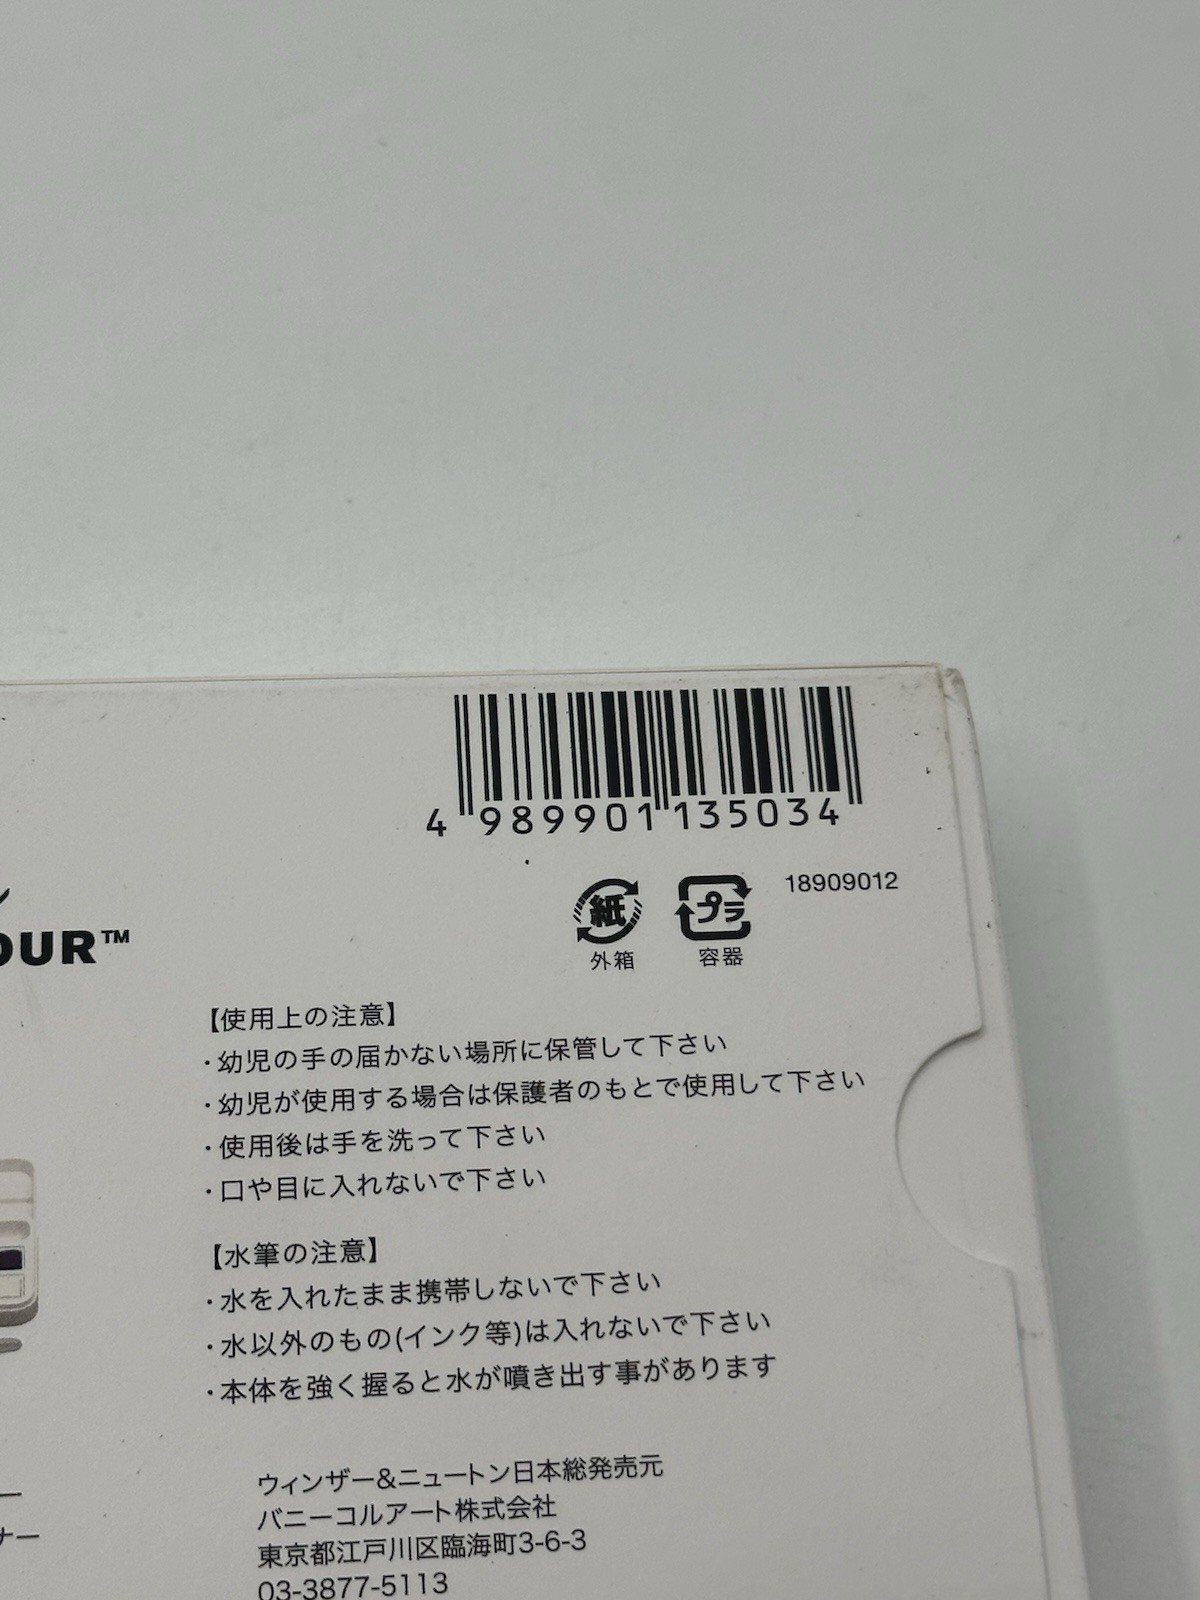 4 989901 135034
18909012
紙
プラ
外箱
容器
OUR™
【使用上の注意】
・幼児の手の届かない場所に保管して下さい
・幼児が使用する場合は保護者のもとで使用して下さい
・使用後は手を洗って下さい
・口や目に入れないで下さい
【水筆の注意】
・水を入れたまま携帯しないで下さい
・水以外のもの(インク等)は入れないで下さい
・本体を強く握ると水が噴き出す事があります
ー
ナー
ウィンザー&ニュートン日本総発売元
バニーコルアート株式会社
東京都江戸川区臨海町3-6-3
03-3877-5113